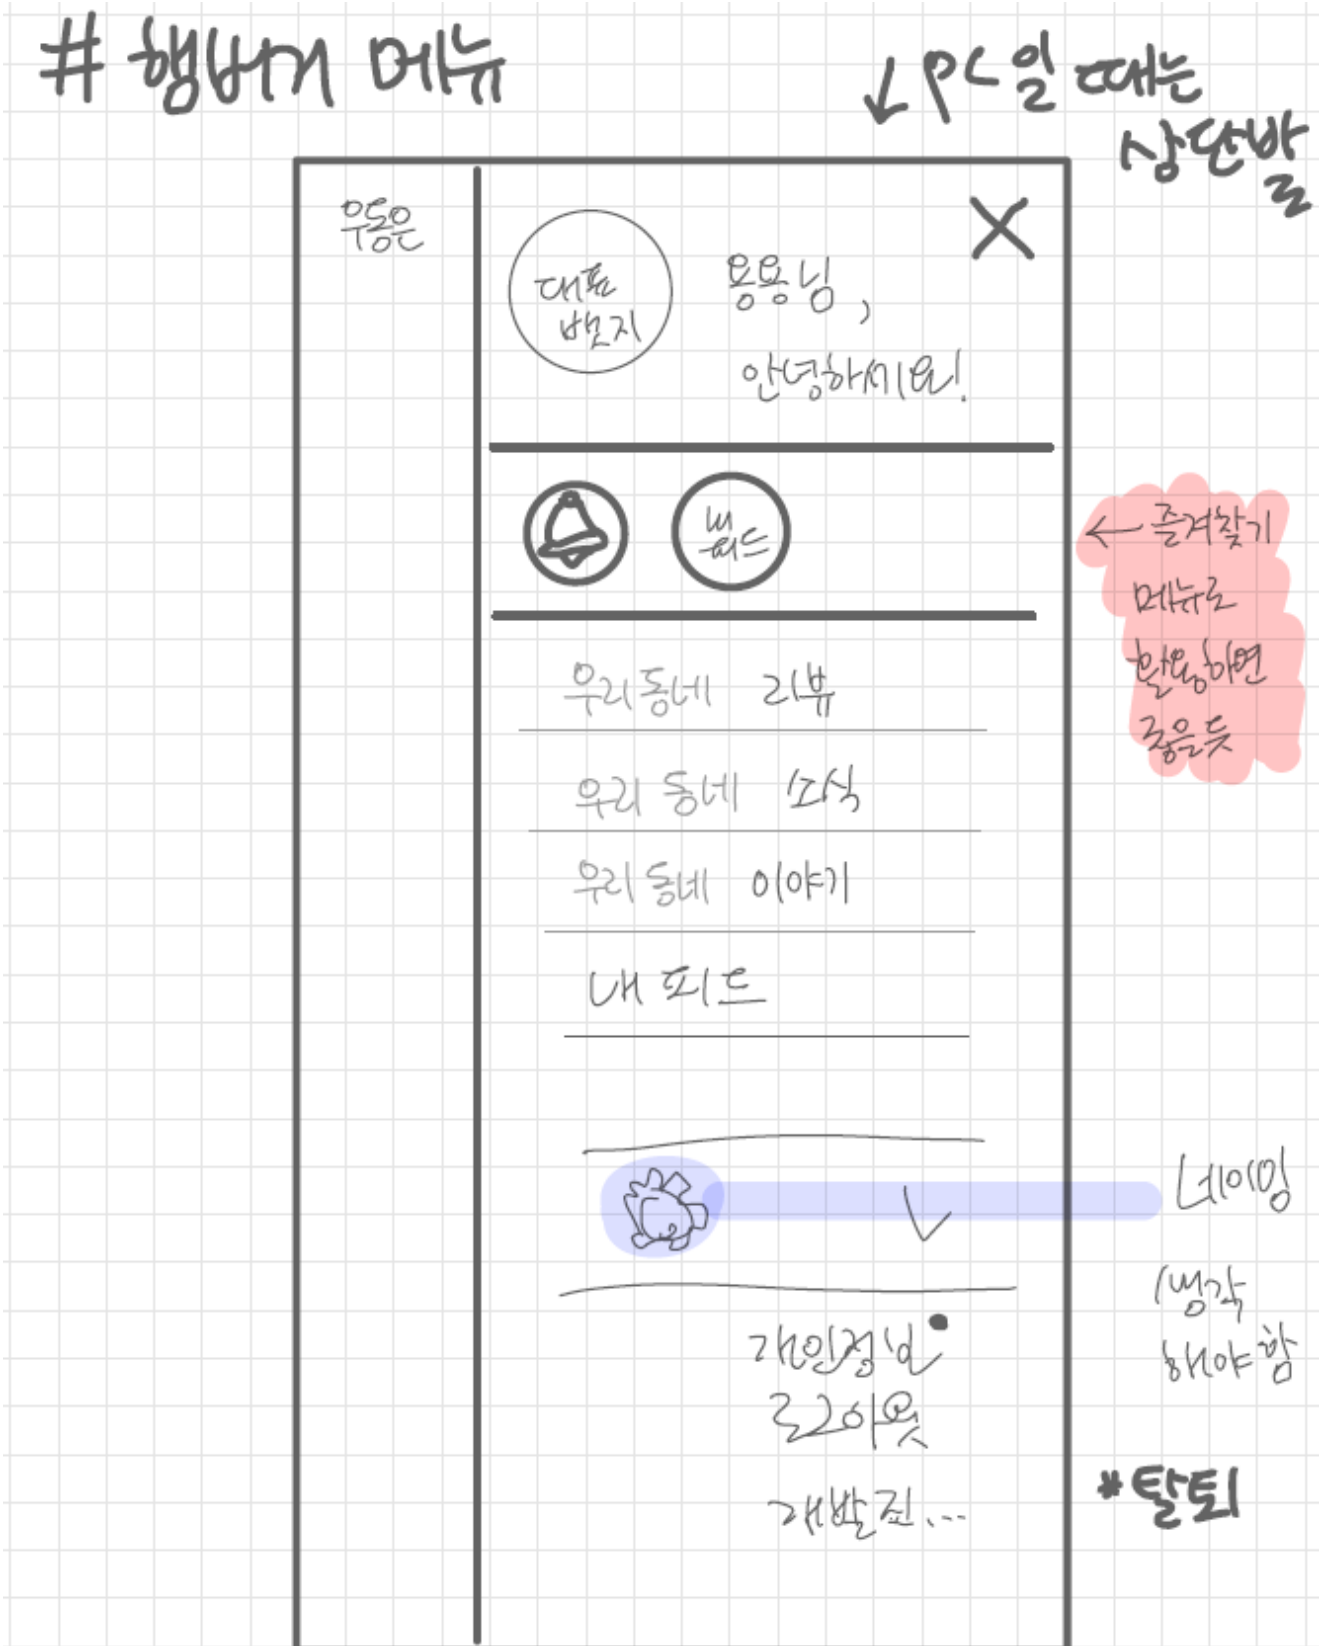 # 햄버거 메뉴
↓ PC일 때는
상단발
우동은
대표
뱃지
용용님,
안녕하세요!
내
피드
← 즐겨찾기
메뉴로
활용하면
좋을듯
우리동네 리뷰
우리 동네 소식
우리 동네 이야기
내 피드
네이밍
생각
해야함
개인정보
로그아웃
개발진...
*탈퇴